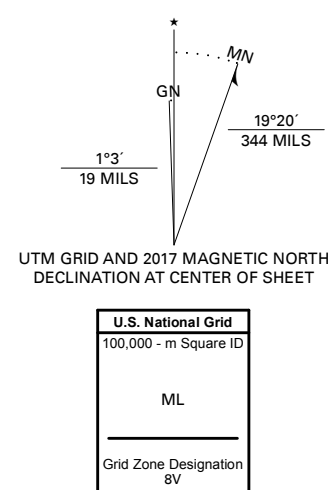 ★
MN
GN
19°20´
344 MILS
1°3´
19 MILS
UTM GRID AND 2017 MAGNETIC NORTH
DECLINATION AT CENTER OF SHEET
U.S. National Grid
100,000 - m Square ID
ML
Grid Zone Designation
8V